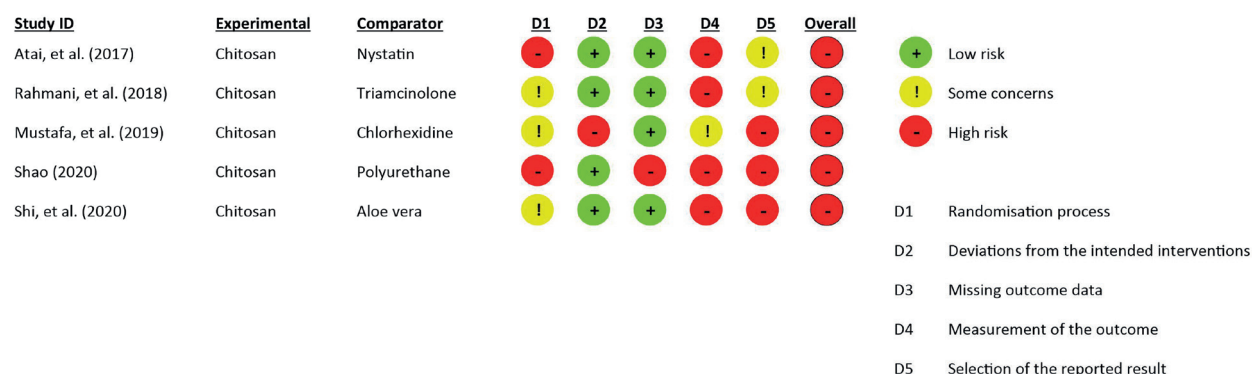 Study ID Experimental Comparator D1 D2 D3 D4 D5 Overall
Atai, et al. (2017) Chitosan Nystatin - + + - ! - + Low risk
Rahmani, et al. (2018) Chitosan Triamcinolone ! + + - ! - ! Some concerns
Mustafa, et al. (2019) Chitosan Chlorhexidine ! - + ! - - - High risk
Shao (2020) Chitosan Polyurethane - + - - - -
Shi, et al. (2020) Chitosan Aloe vera ! + + - - -
D1 Randomisation process
D2 Deviations from the intended interventions
D3 Missing outcome data
D4 Measurement of the outcome
D5 Selection of the reported result